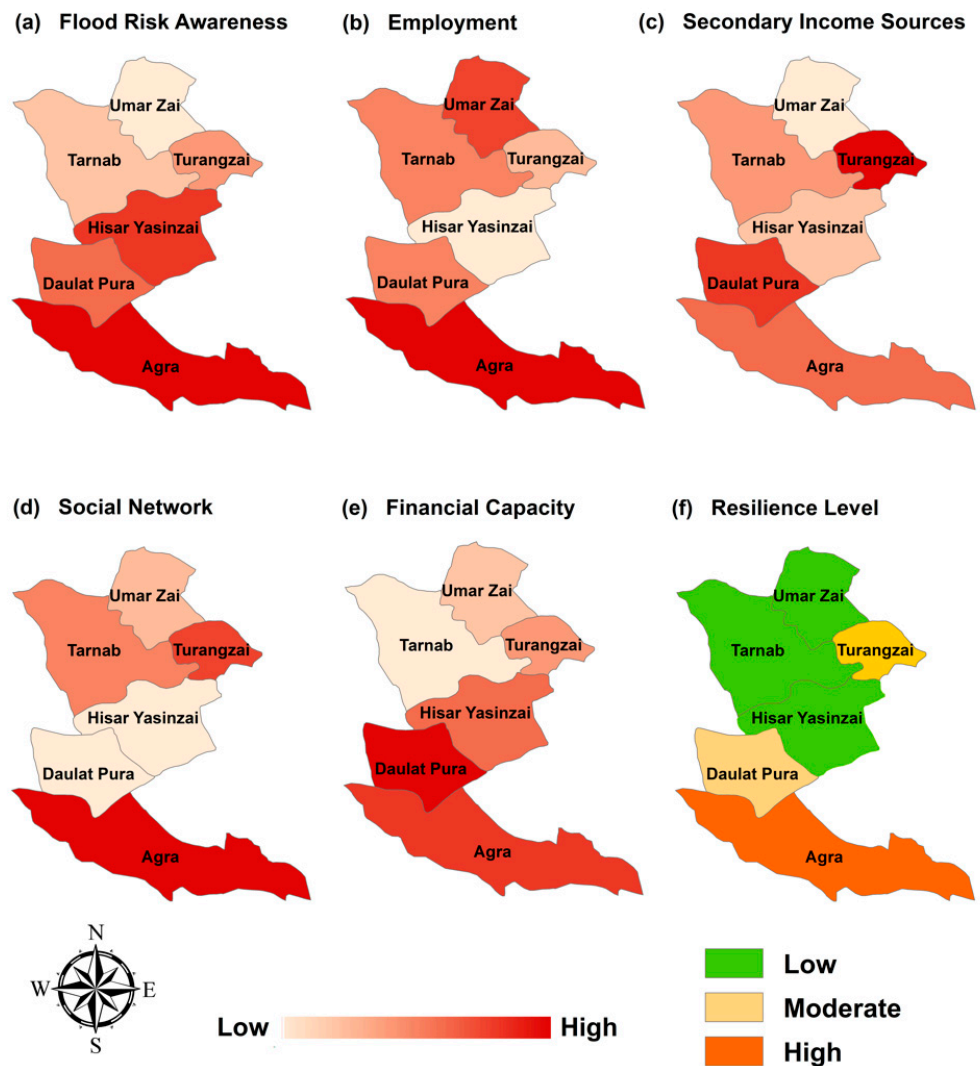 (a) Flood Risk Awareness
Umar Zai
Tarnab
Turangzai
Hisar Yasinzai
Daulat Pura
Agra
(b) Employment
Umar Zai
Tarnab
Turangzai
Hisar Yasinzai
Daulat Pura
Agra
(c) Secondary Income Sources
Umar Zai
Tarnab
Turangzai
Hisar Yasinzai
Daulat Pura
Agra
(d) Social Network
Umar Zai
Tarnab
Turangzai
Hisar Yasinzai
Daulat Pura
Agra
(e) Financial Capacity
Umar Zai
Tarnab
Turangzai
Hisar Yasinzai
Daulat Pura
Agra
(f) Resilience Level
Umar Zai
Tarnab
Turangzai
Hisar Yasinzai
Daulat Pura
Agra
N
W E
S
Low High
Low
Moderate
High